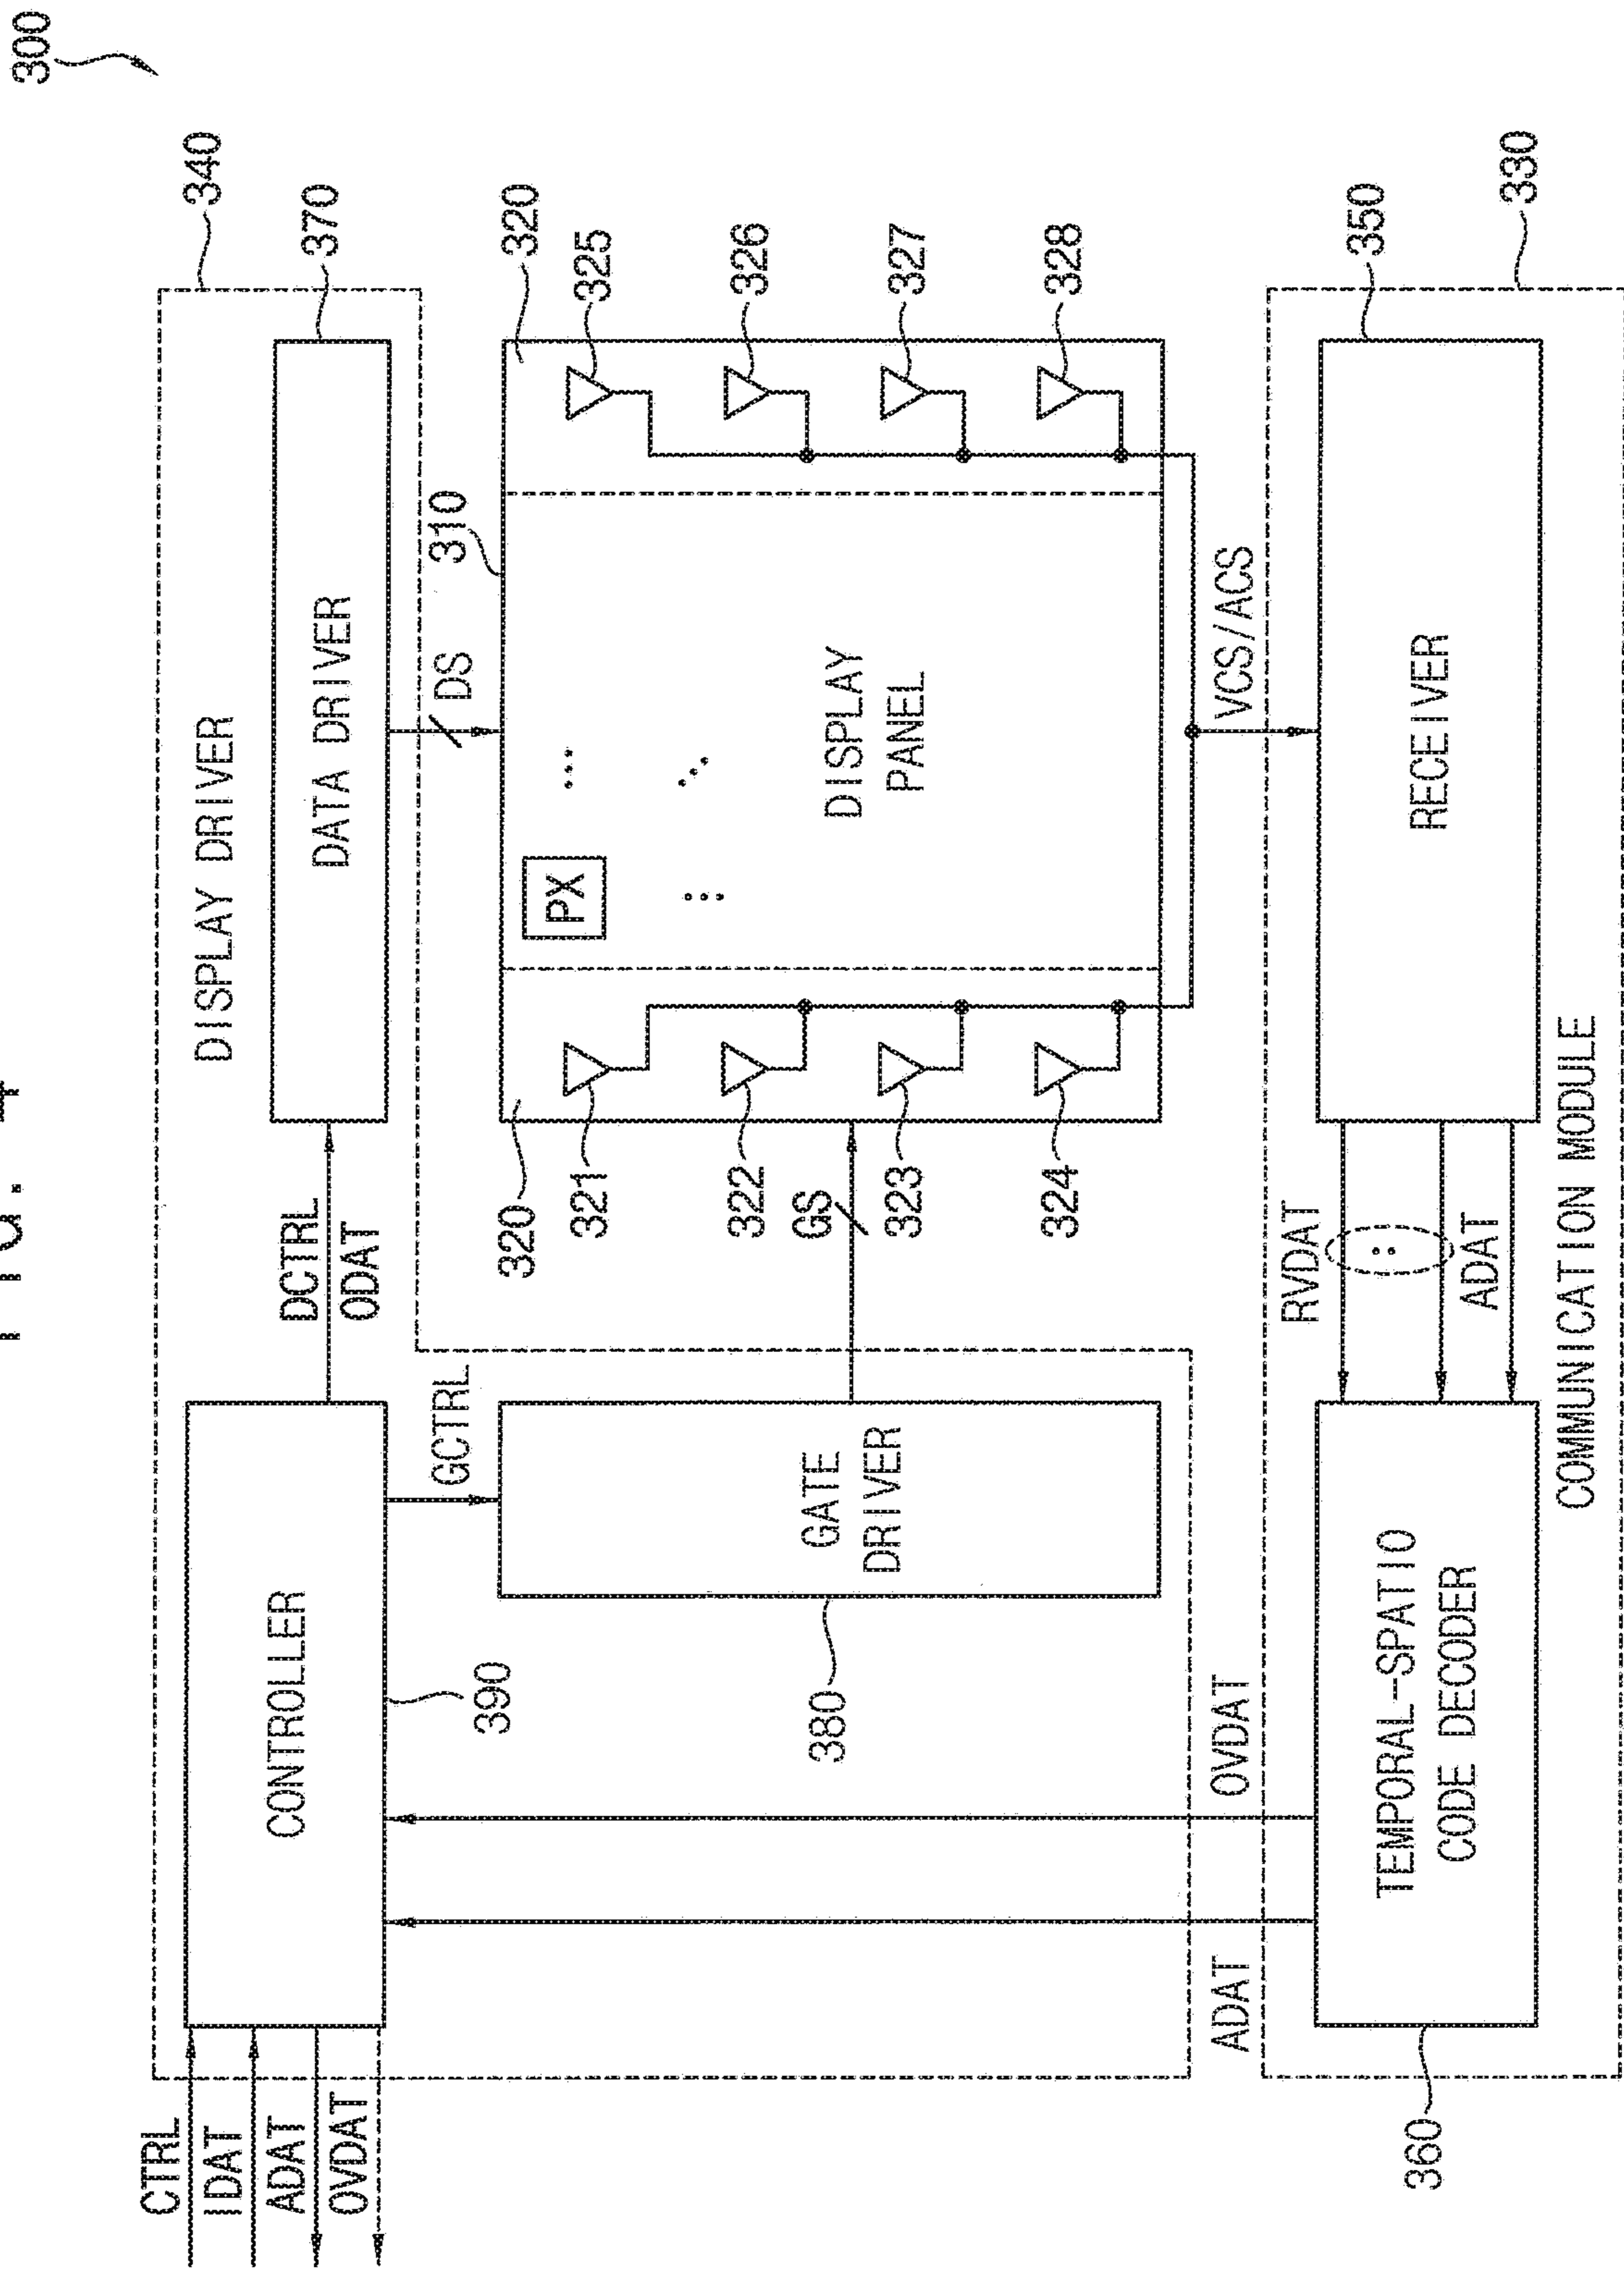 300
340
DISPLAY DRIVER
370
DATA DRIVER
CONTROLLER
390
CTRL
IDAT
ADAT
OVDAT
DCTRL
ODAT
GCTRL
DS
310
320
320
PX
DISPLAY
PANEL
321
322
323
324
325
326
327
328
GS
GATE
DRIVER
380
VCS/ACS
OVDAT
ADAT
330
350
RECEIVER
RVDAT
ADAT
TEMPORAL-SPATIO
CODE DECODER
360
COMMUNICATION MODULE